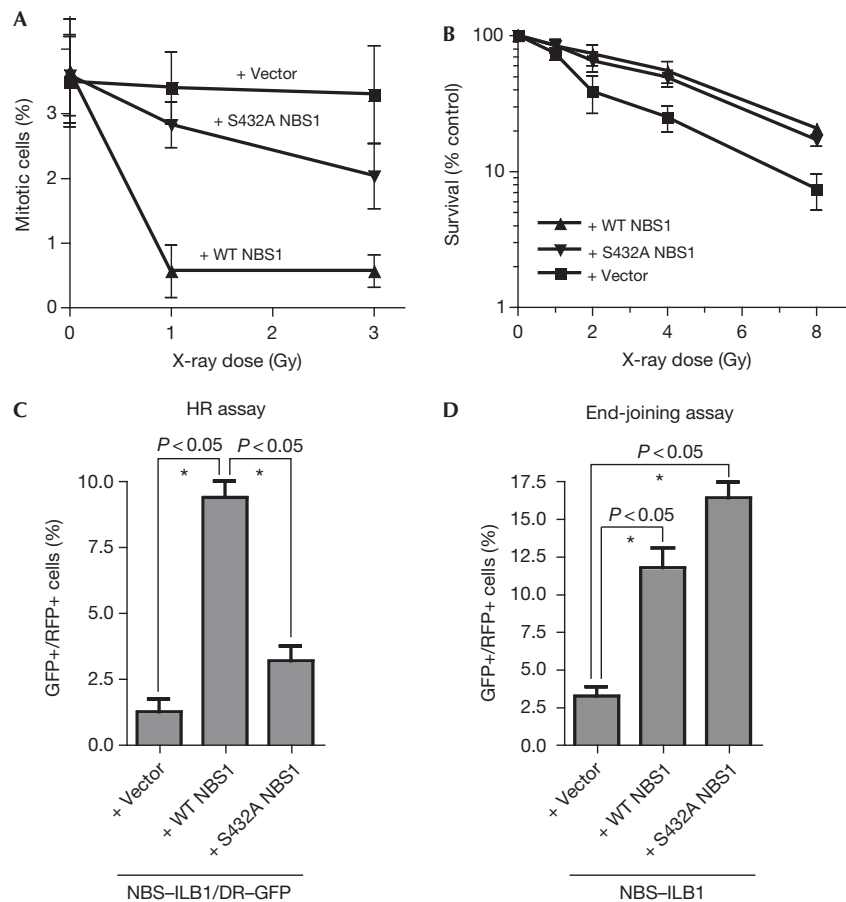 A
Mitotic cells (%)
3
2
1
0
+ Vector
+ S432A NBS1
+ WT NBS1
0 1 2 3
X-ray dose (Gy)
B
Survival (% control)
100
10
1
+ WT NBS1
+ S432A NBS1
+ Vector
0 2 4 6 8
X-ray dose (Gy)
C
HR assay
P < 0.05 P < 0.05
* *
GFP+/RFP+ cells (%)
10.0
7.5
5.0
2.5
0.0
+ Vector
+ WT NBS1
+ S432A NBS1
NBS–ILB1/DR–GFP
D
End-joining assay
P < 0.05
*
P < 0.05
*
GFP+/RFP+ cells (%)
17.5
15.0
12.5
10.0
7.5
5.0
2.5
0.0
+ Vector
+ WT NBS1
+ S432A NBS1
NBS–ILB1